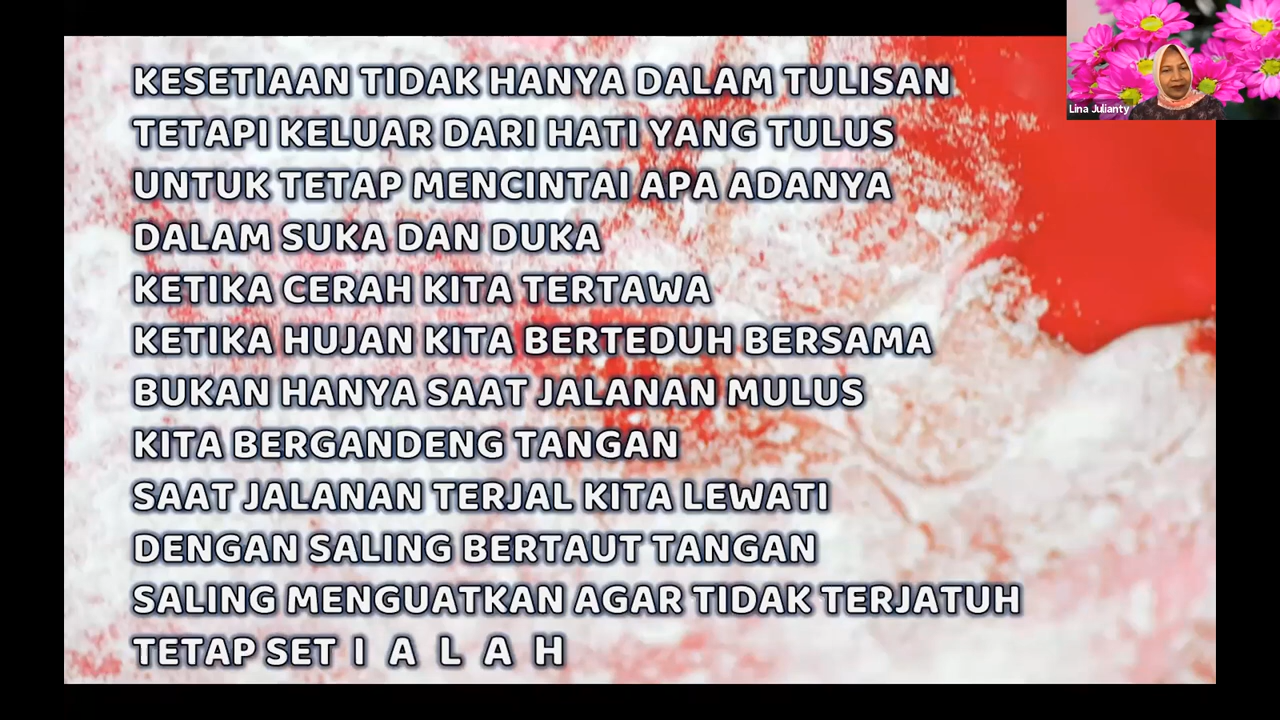 KESETIAAN TIDAK HANYA DALAM TULISAN
TETAPI KELUAR DARI HATI YANG TULUS
UNTUK TETAP MENCINTAI APA ADANYA
DALAM SUKA DAN DUKA
KETIKA CERAH KITA TERTAWA
KETIKA HUJAN KITA BERTEDUH BERSAMA
BUKAN HANYA SAAT JALANAN MULUS
KITA BERGANDENG TANGAN
SAAT JALANAN TERJAL KITA LEWATI
DENGAN SALING BERTAUT TANGAN
SALING MENGUATKAN AGAR TIDAK TERJATUH
TETAP SET I A L A H
Lina Julianty